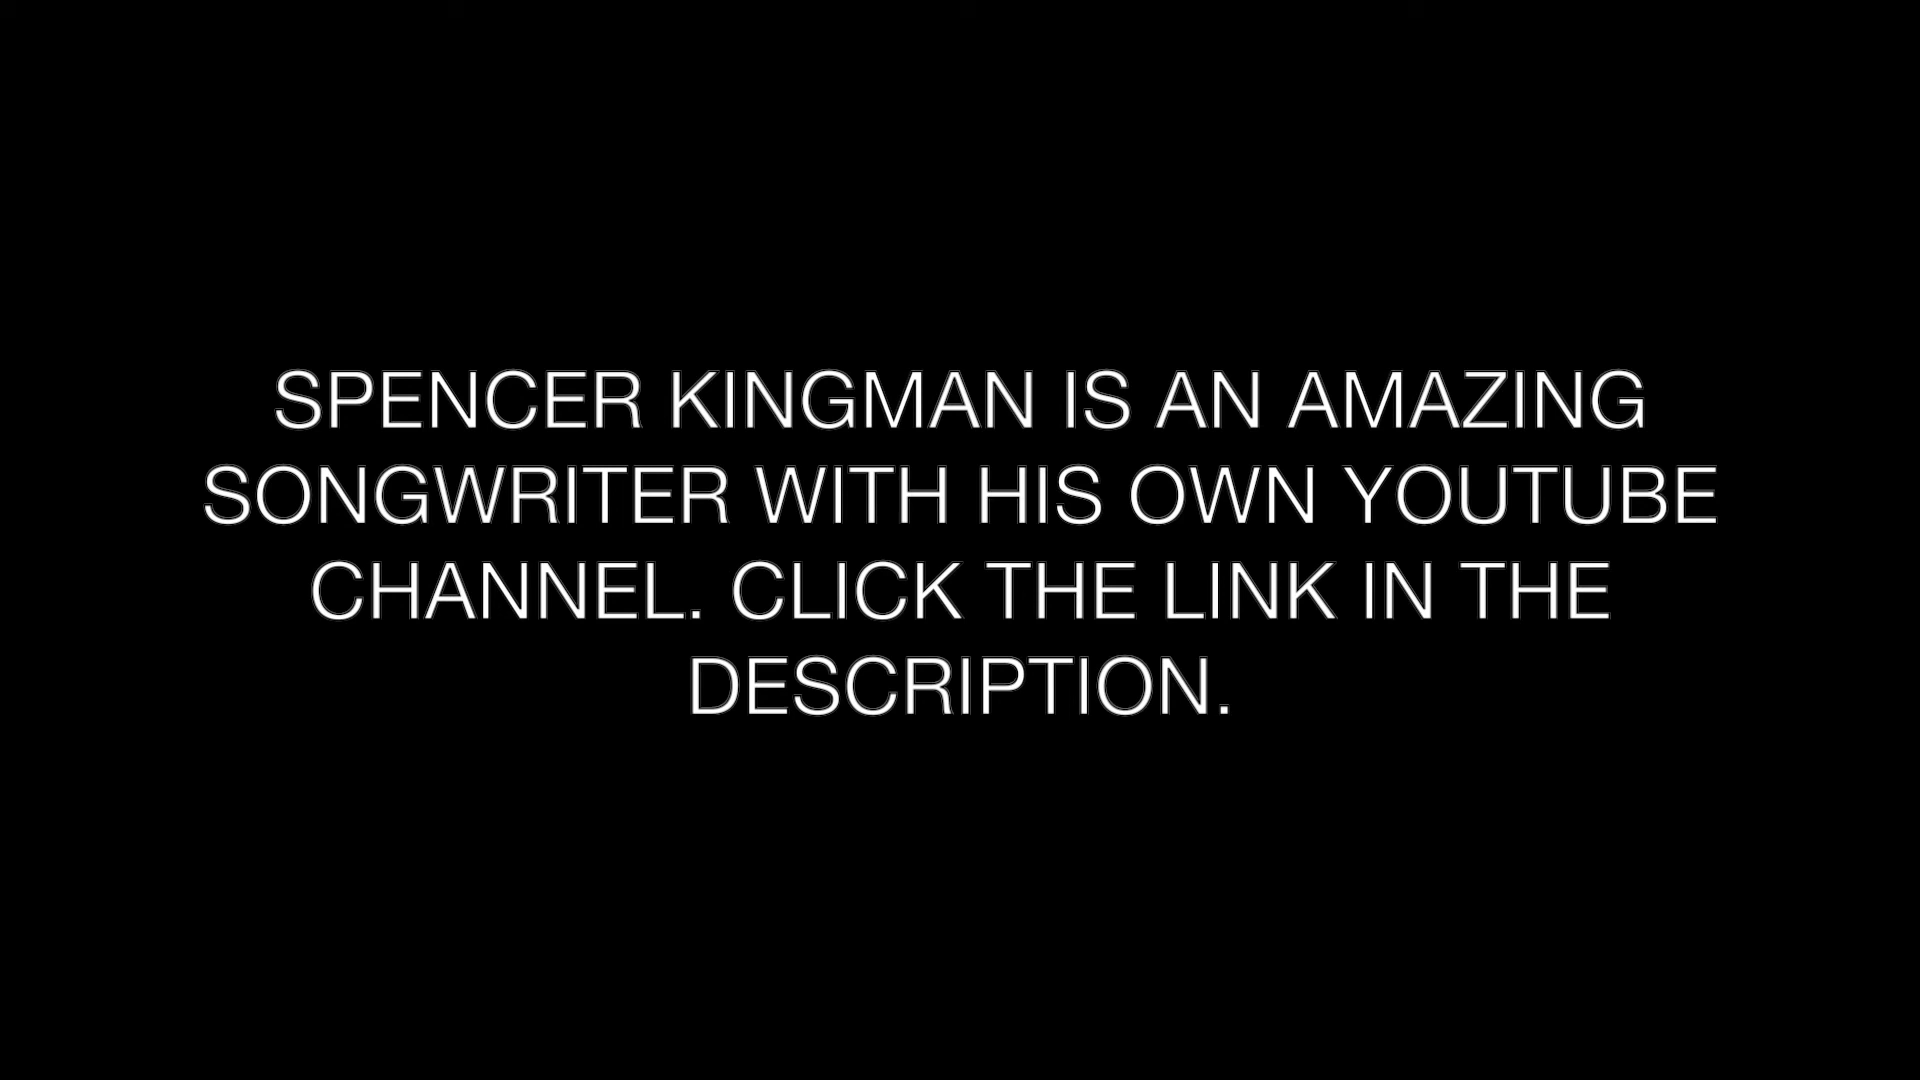 SPENCER KINGMAN IS AN AMAZING
SONGWRITER WITH HIS OWN YOUTUBE
CHANNEL. CLICK THE LINK IN THE
DESCRIPTION.